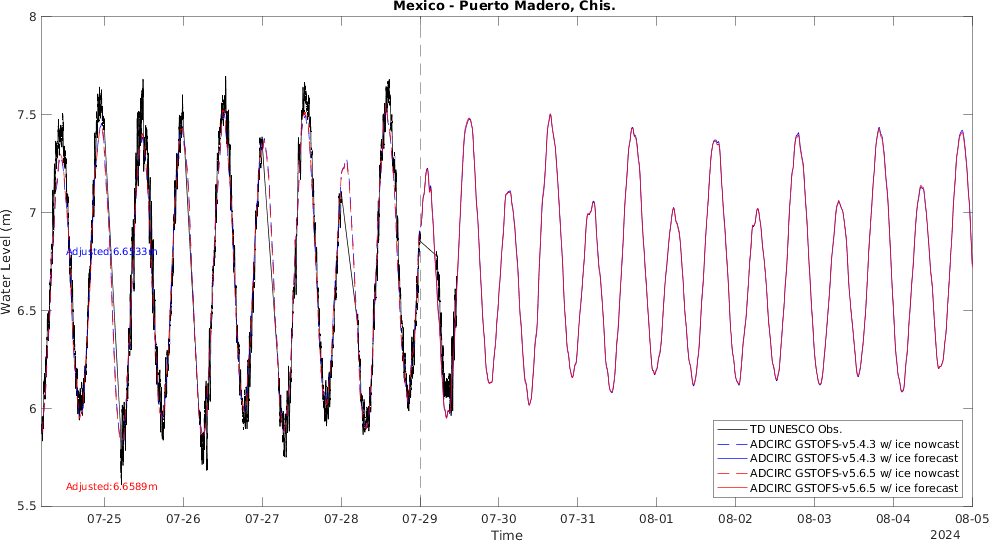 Mexico - Puerto Madero, Chis.
8
7.5
7
6.5
6
5.5
Water Level (m)
Adjusted:6.6933m
Adjusted:6.6589m
TD UNESCO Obs.
ADCIRC GSTOFS-v5.4.3 w/ ice nowcast
ADCIRC GSTOFS-v5.4.3 w/ ice forecast
ADCIRC GSTOFS-v5.6.5 w/ ice nowcast
ADCIRC GSTOFS-v5.6.5 w/ ice forecast
07-25 07-26 07-27 07-28 07-29 07-30 07-31 08-01 08-02 08-03 08-04 08-05
Time
2024